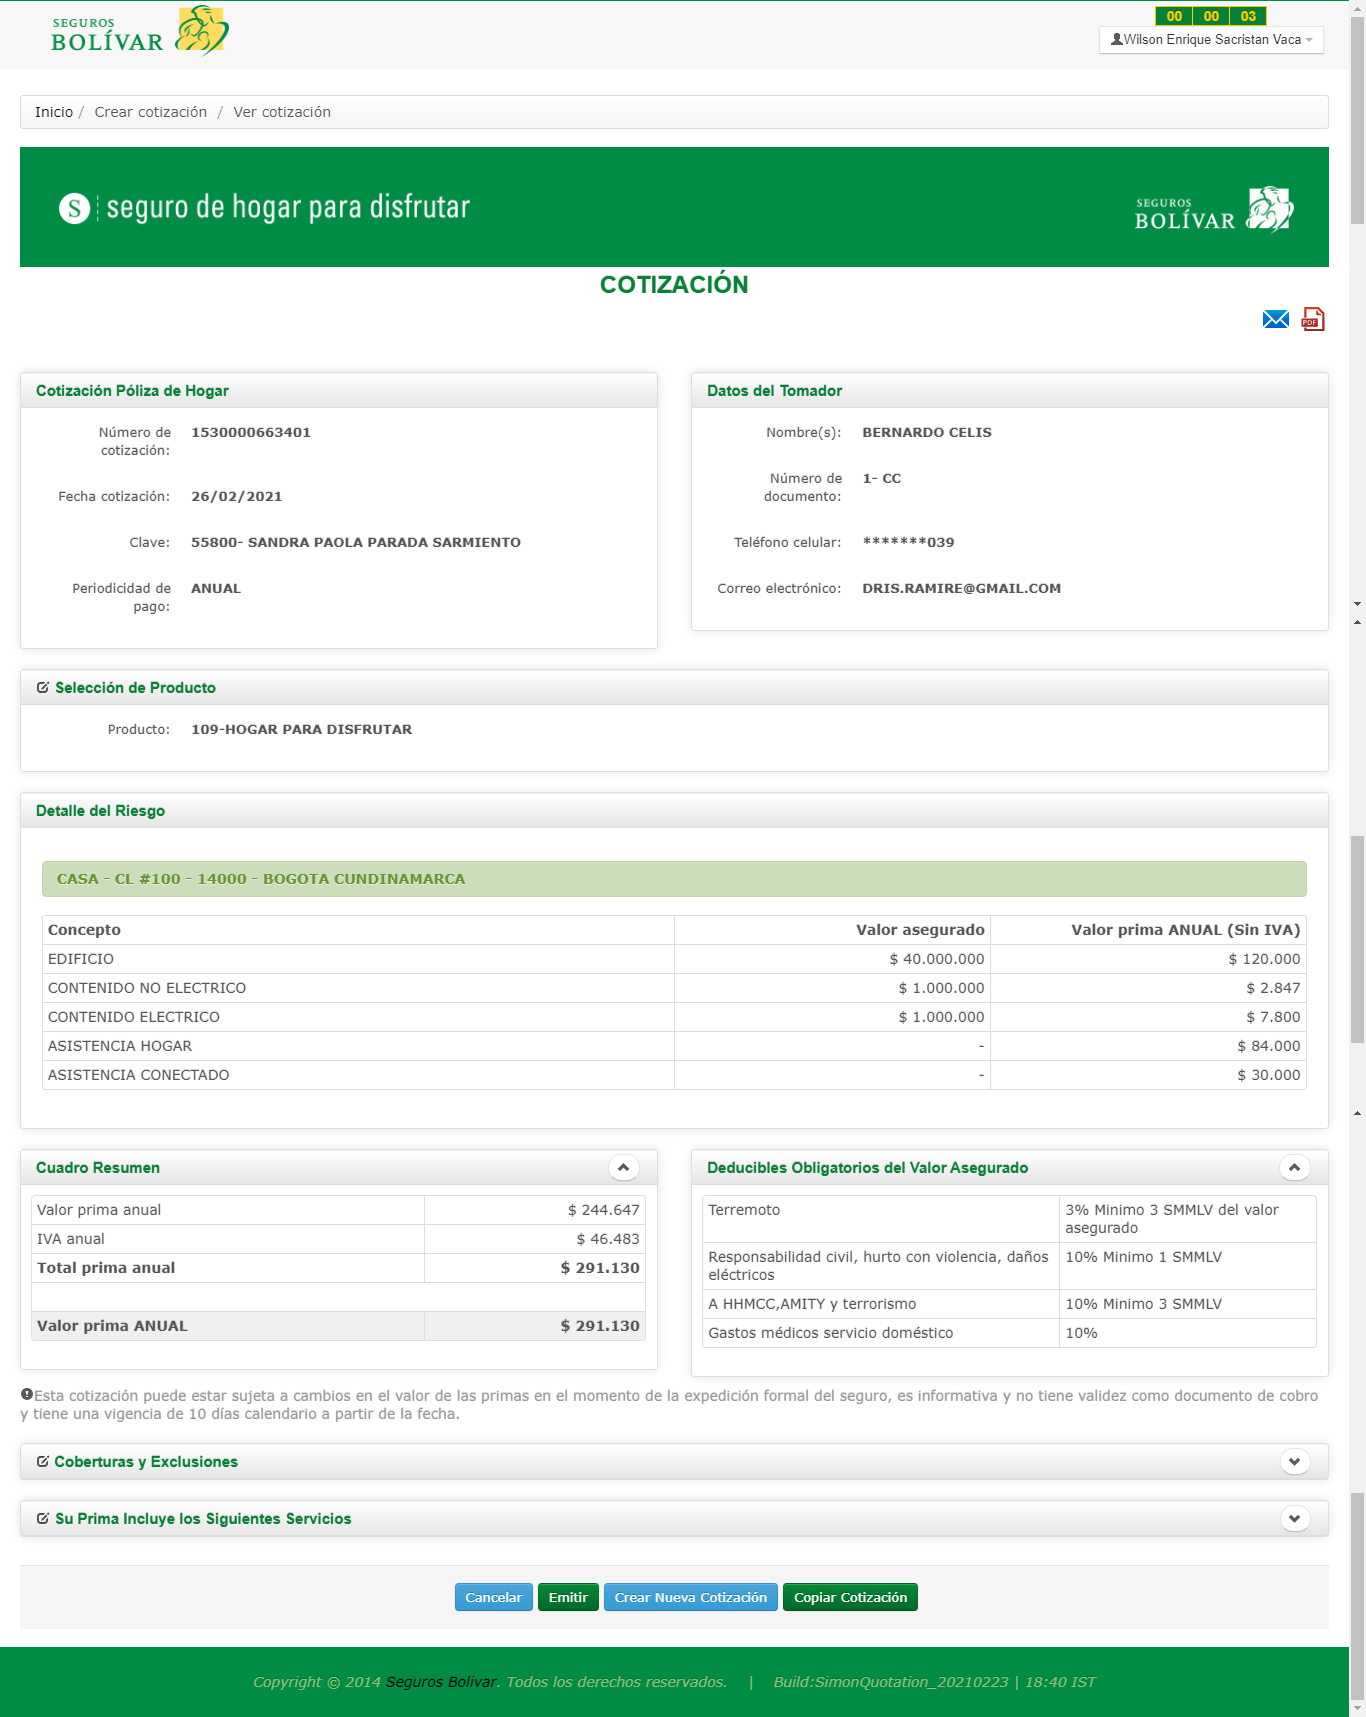 SEGUROS
BOLÍVAR
00 00 03
Wilson Enrique Sacristan Vaca
Inicio / Crear cotización / Ver cotización
S seguro de hogar para disfrutar
SEGUROS
BOLÍVAR
COTIZACIÓN
PDF
Cotización Póliza de Hogar
Número de cotización: 1530000663401
Fecha cotización: 26/02/2021
Clave: 55800- SANDRA PAOLA PARADA SARMIENTO
Periodicidad de pago: ANUAL
Datos del Tomador
Nombre(s): BERNARDO CELIS
Número de documento: 1- CC
Teléfono celular: *******039
Correo electrónico: DRIS.RAMIRE@GMAIL.COM
Selección de Producto
Producto: 109-HOGAR PARA DISFRUTAR
Detalle del Riesgo
CASA - CL #100 - 14000 - BOGOTA CUNDINAMARCA
Concepto Valor asegurado Valor prima ANUAL (Sin IVA)
EDIFICIO $ 40.000.000 $ 120.000
CONTENIDO NO ELECTRICO $ 1.000.000 $ 2.847
CONTENIDO ELECTRICO $ 1.000.000 $ 7.800
ASISTENCIA HOGAR - $ 84.000
ASISTENCIA CONECTADO - $ 30.000
Cuadro Resumen
Valor prima anual $ 244.647
IVA anual $ 46.483
Total prima anual $ 291.130
Valor prima ANUAL $ 291.130
Deducibles Obligatorios del Valor Asegurado
Terremoto 3% Minimo 3 SMMLV del valor asegurado
Responsabilidad civil, hurto con violencia, daños eléctricos 10% Minimo 1 SMMLV
A HHMCC,AMITY y terrorismo 10% Minimo 3 SMMLV
Gastos médicos servicio doméstico 10%
Esta cotización puede estar sujeta a cambios en el valor de las primas en el momento de la expedición formal del seguro, es informativa y no tiene validez como documento de cobro
y tiene una vigencia de 10 días calendario a partir de la fecha.
Coberturas y Exclusiones
Su Prima Incluye los Siguientes Servicios
Cancelar Emitir Crear Nueva Cotización Copiar Cotización
Copyright © 2014 Seguros Bolivar. Todos los derechos reservados. | Build:SimonQuotation_20210223 | 18:40 IST